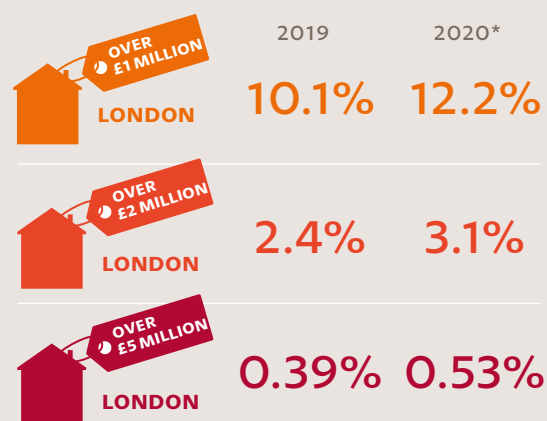 2019 2020*
OVER
£1 MILLION
LONDON 10.1% 12.2%
OVER
£2 MILLION
LONDON 2.4% 3.1%
OVER
£5 MILLION
LONDON 0.39% 0.53%